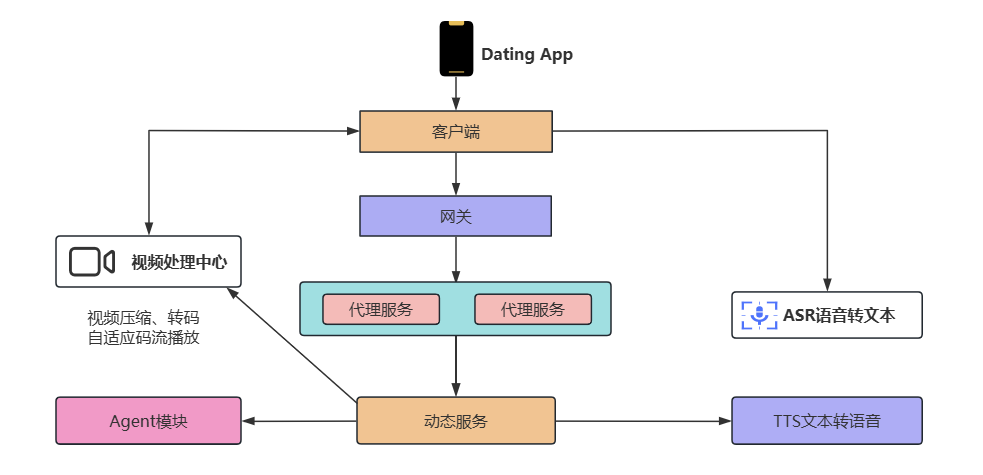 Dating App
客户端
网关
视频处理中心
代理服务
代理服务
ASR语音转文本
视频压缩、转码
自适应码流播放
Agent模块
动态服务
TTS文本转语音